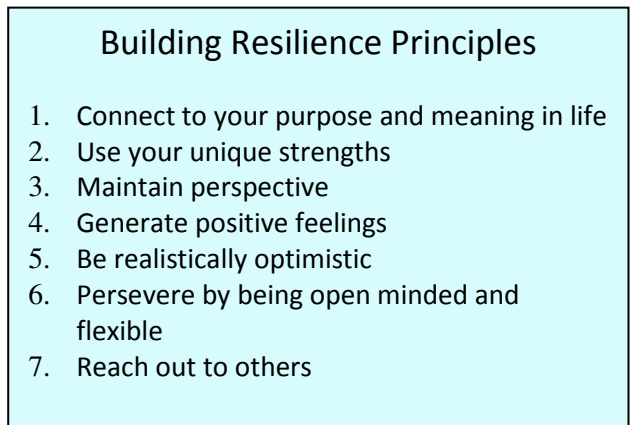 Building Resilience Principles
1. Connect to your purpose and meaning in life
2. Use your unique strengths
3. Maintain perspective
4. Generate positive feelings
5. Be realistically optimistic
6. Persevere by being open minded and
flexible
7. Reach out to others